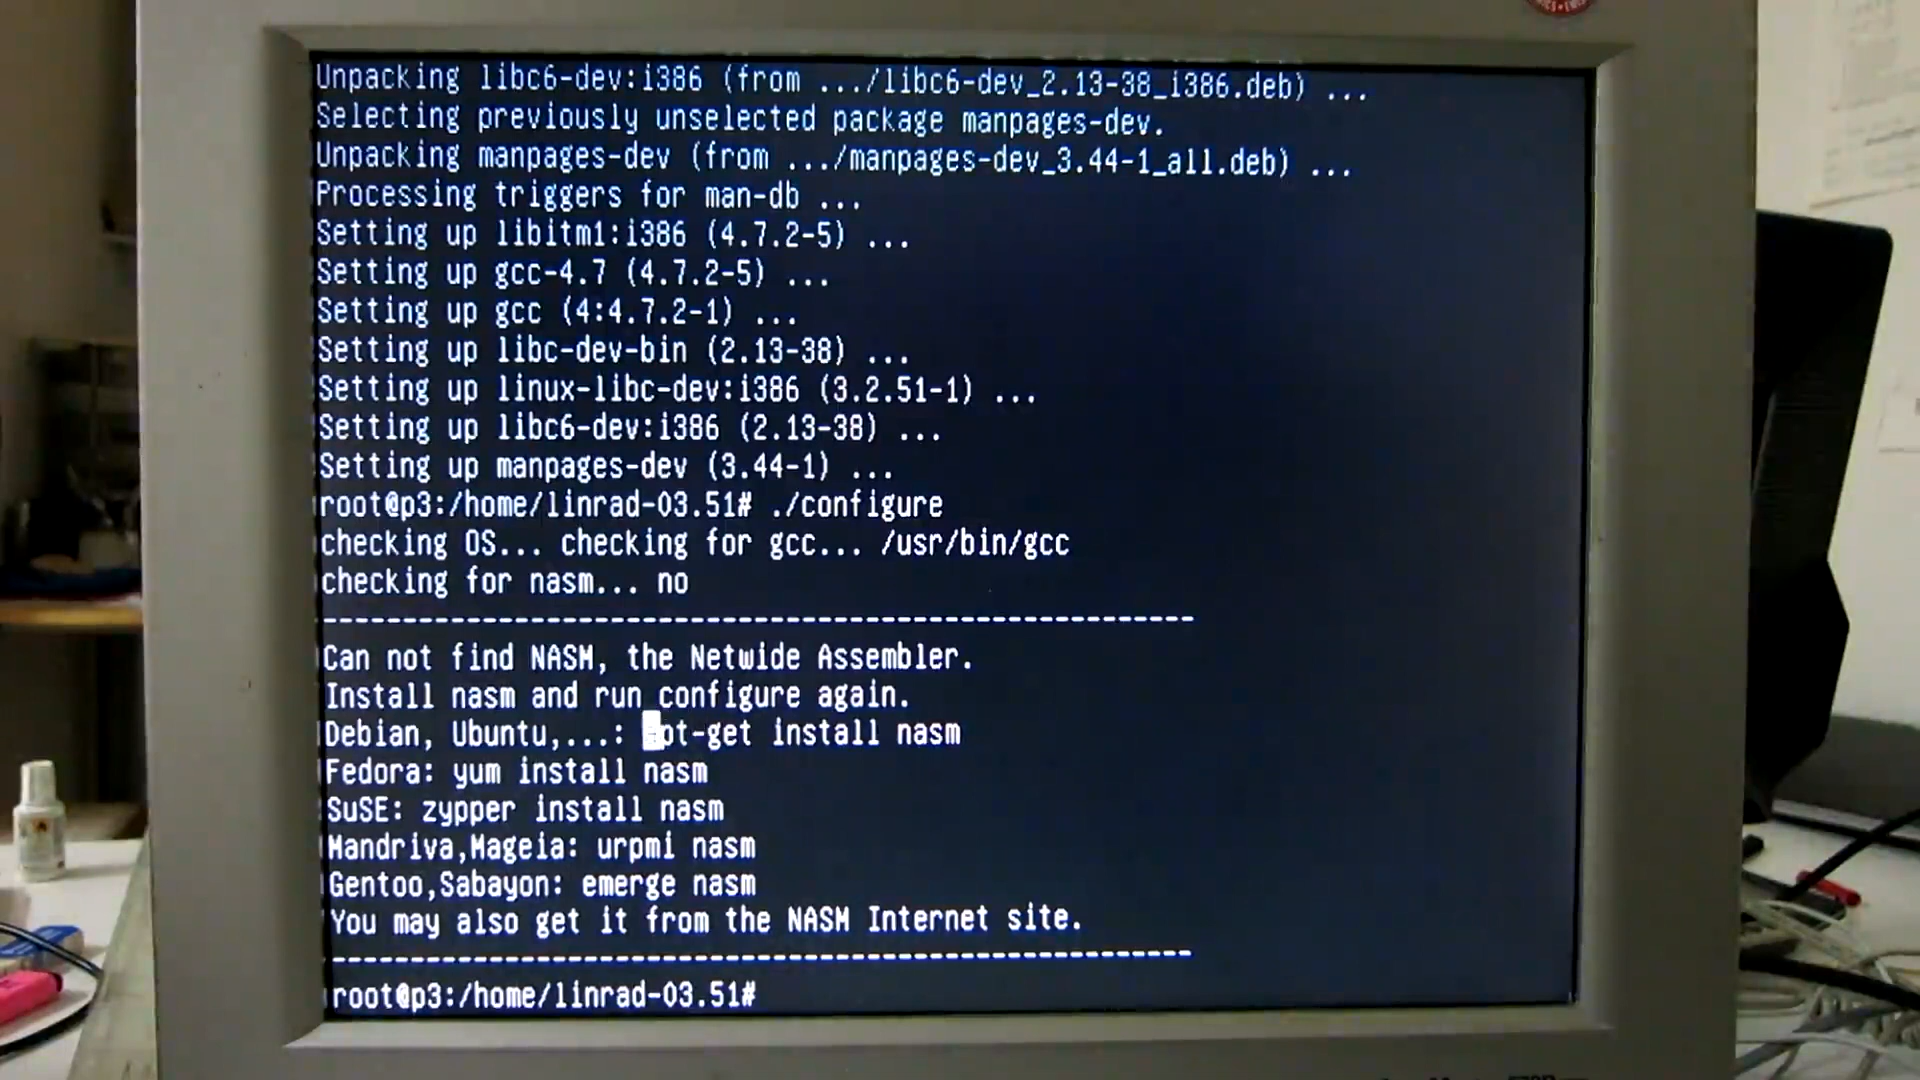 Unpacking libc6-dev:i386 (from .../libc6-dev_2.13-38_i386.deb) ...
Selecting previously unselected package manpages-dev.
Unpacking manpages-dev (from .../manpages-dev_3.44-1_all.deb) ...
Processing triggers for man-db ...
Setting up libitm1:i386 (4.7.2-5) ...
Setting up gcc-4.7 (4.7.2-5) ...
Setting up gcc (4:4.7.2-1) ...
Setting up libc-dev-bin (2.13-38) ...
Setting up linux-libc-dev:i386 (3.2.51-1) ...
Setting up libc6-dev:i386 (2.13-38) ...
Setting up manpages-dev (3.44-1) ...
root@p3:/home/linrad-03.51# ./configure
checking OS... checking for gcc... /usr/bin/gcc
checking for nasm... no
-------------------------------------------------------
Can not find NASM, the Netwide Assembler.
Install nasm and run configure again.
Debian, Ubuntu,...: apt-get install nasm
Fedora: yum install nasm
SuSE: zypper install nasm
Mandriva,Mageia: urpmi nasm
Gentoo,Sabayon: emerge nasm
You may also get it from the NASM Internet site.
-------------------------------------------------------
root@p3:/home/linrad-03.51#